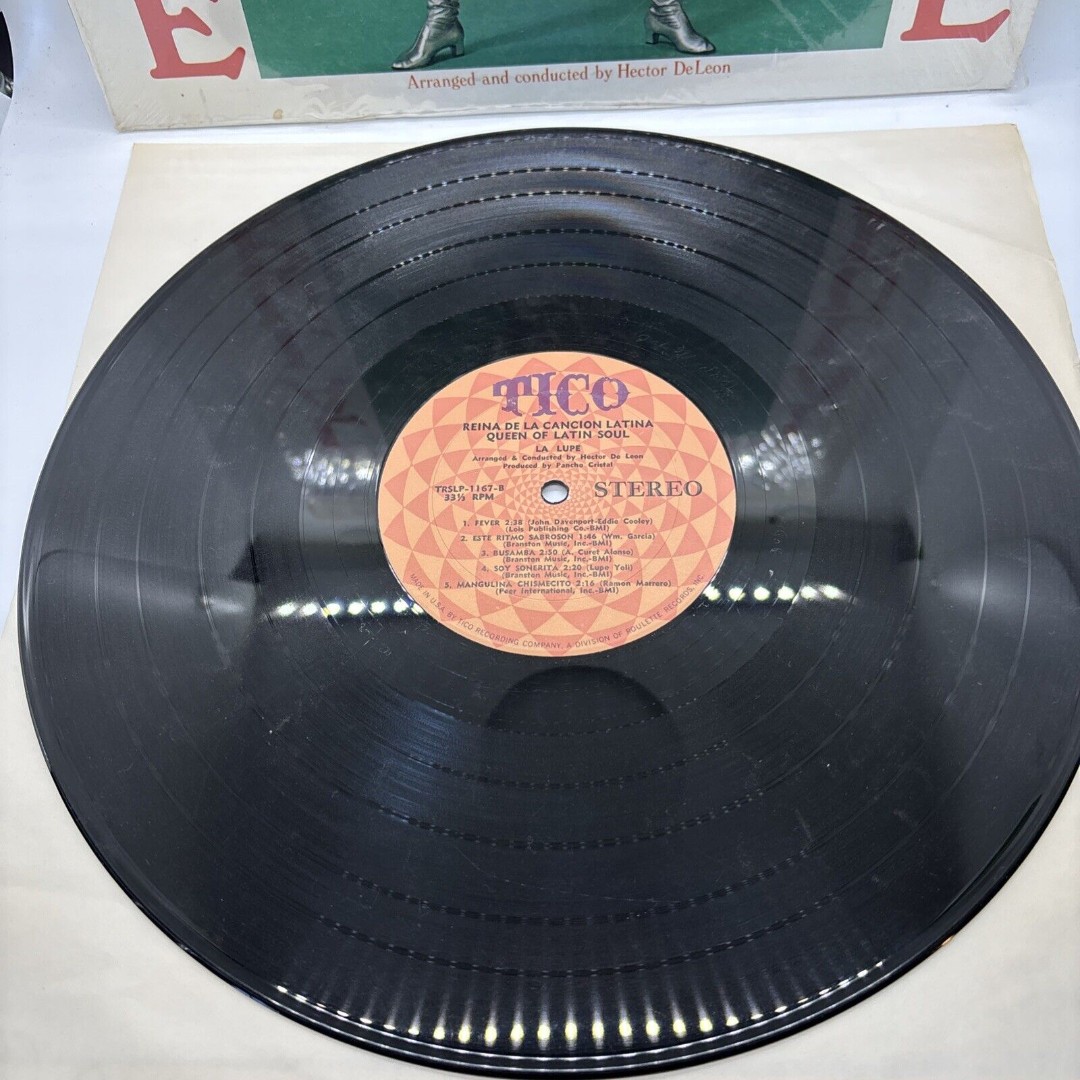 E
E
Arranged and conducted by Hector DeLeon
TICO
REINA DE LA CANCION LATINA
QUEEN OF LATIN SOUL
LA LUPE
Arranged & Conducted by Hector De Leon
Produced by Pancho Cristal
TRSLP-1167-B
33⅓ RPM
STEREO
1. FEVER 2:38 (John Davenport-Eddie Cooley)
(Lois Publishing Co.-BMI)
2. ESTE RITMO SABROSON 1:46 (Wm. Garcia)
(Branston Music, Inc.-BMI)
3. BUSAMBA 2:50 (A. Curet Alonso)
(Branston Music, Inc.-BMI)
4. SOY SONERITA 2:20 (Lupe Yoli)
(Branston Music, Inc.-BMI)
5. MANGULINA CHISMECITO 2:16 (Ramon Marrero)
(Peer International, Inc.-BMI)
MADE IN U.S.A. BY TICO RECORDING COMPANY, A DIVISION OF ROULETTE RECORDS, INC.